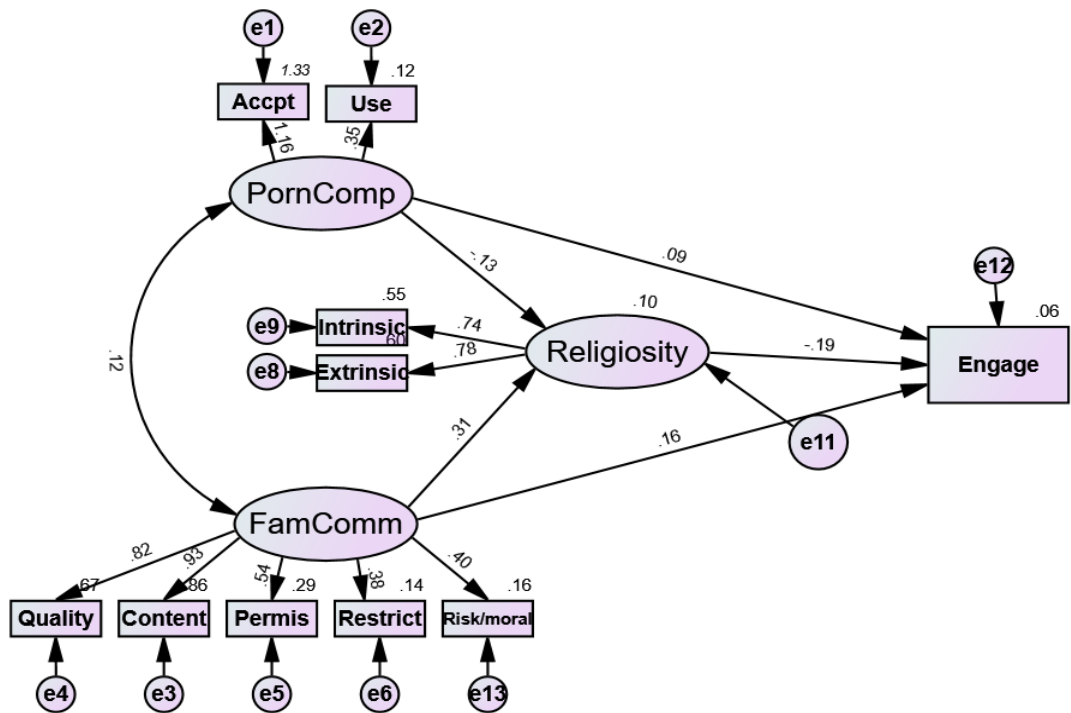 e1 e2
1.33 .12
Accpt Use
1.16 .35
PornComp
.09
e12
-.13
.55 .10 .06
e9 Intrinsic .74
.60 Religiosity -.19 Engage
e8 Extrinsic .78
.12
.31 .16 e11
FamComm
.82 .93 .54 .38 .40
.67 .86 .29 .14 .16
Quality Content Permis Restrict Risk/moral
e4 e3 e5 e6 e13